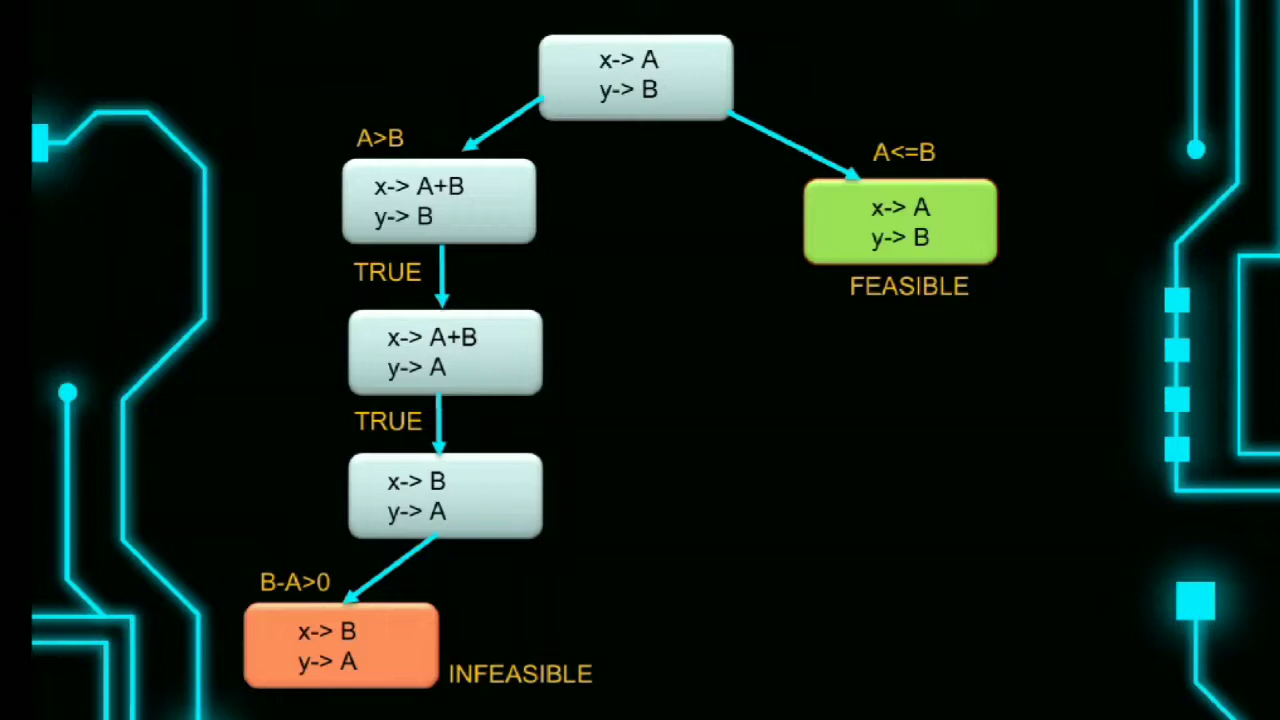 x-> A
y-> B
A>B
A<=B
x-> A+B
y-> B
x-> A
y-> B
TRUE
FEASIBLE
x-> A+B
y-> A
TRUE
x-> B
y-> A
B-A>0
x-> B
y-> A
INFEASIBLE